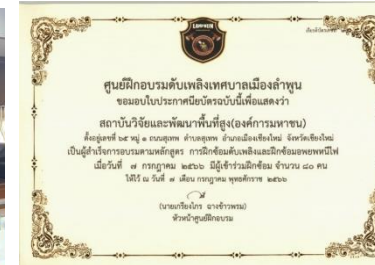 ศูนย์ฝึกอบรมดับเพลิงเทศบาลเมืองลำพูน
ขอมอบใบประกาศนียบัตรฉบับนี้เพื่อแสดงว่า
สถาบันวิจัยและพัฒนาพื้นที่สูง(องค์การมหาชน)
ตั้งอยู่เลขที่ ๖๕ หมู่ ๑ ถนนสุเทพ ตำบลสุเทพ อำเภอเมืองเชียงใหม่ จังหวัดเชียงใหม่
เป็นผู้สำเร็จการอบรมตามหลักสูตร การฝึกซ้อมดับเพลิงและฝึกซ้อมอพยพหนีไฟ
เมื่อวันที่ ๗ กรกฎาคม ๒๕๖๖ มีผู้เข้าร่วมฝึกซ้อม จำนวน ๘๐ คน
ให้ไว้ ณ วันที่ ๗ เดือน กรกฎาคม พุทธศักราช ๒๕๖๖
(นายเกรียงไกร
หัวหน้าศูนย์ฝึกอบรม